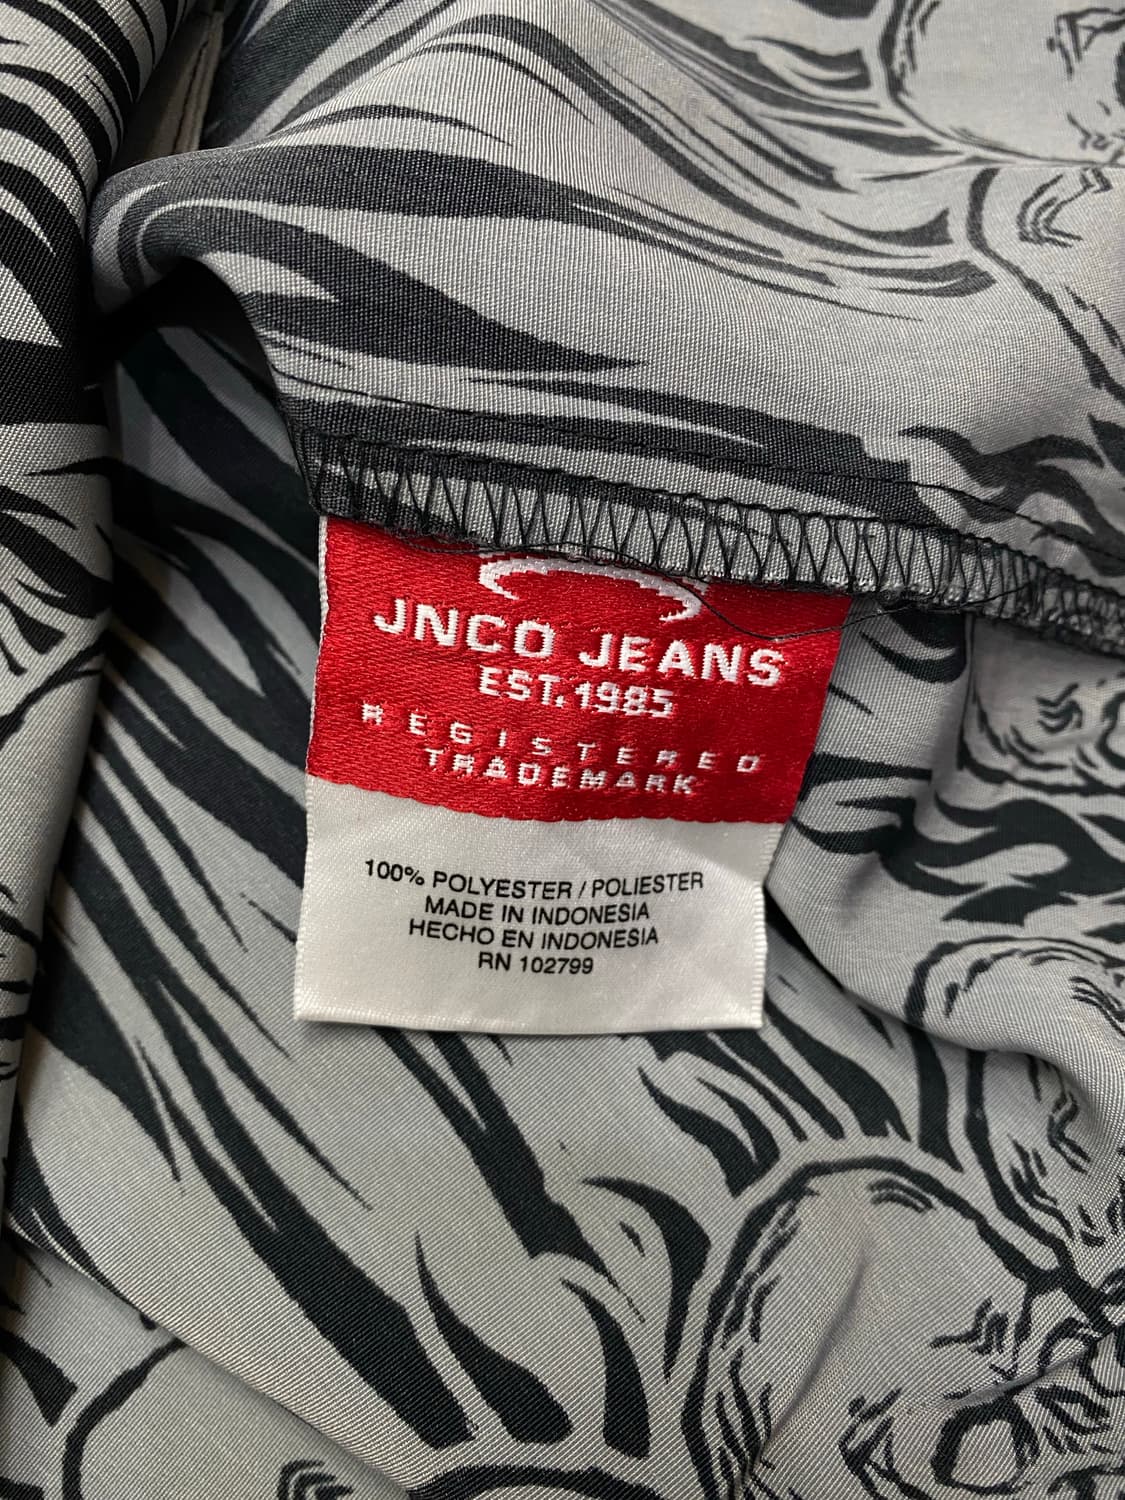 JNCO JEANS
EST.1985
REGISTERED
TRADEMARK
100% POLYESTER / POLIESTER
MADE IN INDONESIA
HECHO EN INDONESIA
RN 102799